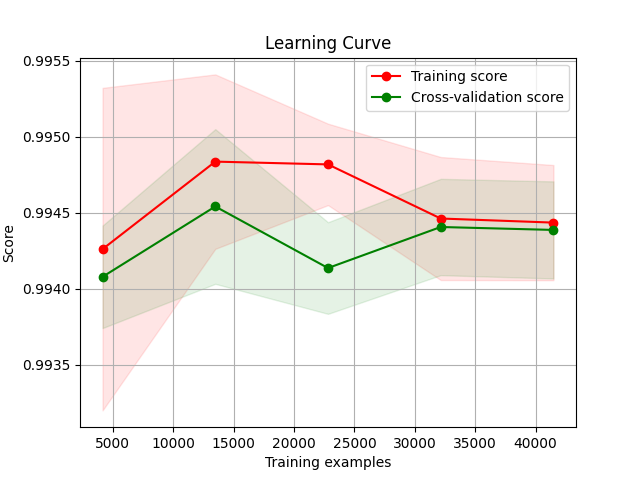 Learning Curve
Training score
Cross-validation score
0.9955
0.9950
0.9945
0.9940
0.9935
Score
5000 10000 15000 20000 25000 30000 35000 40000
Training examples